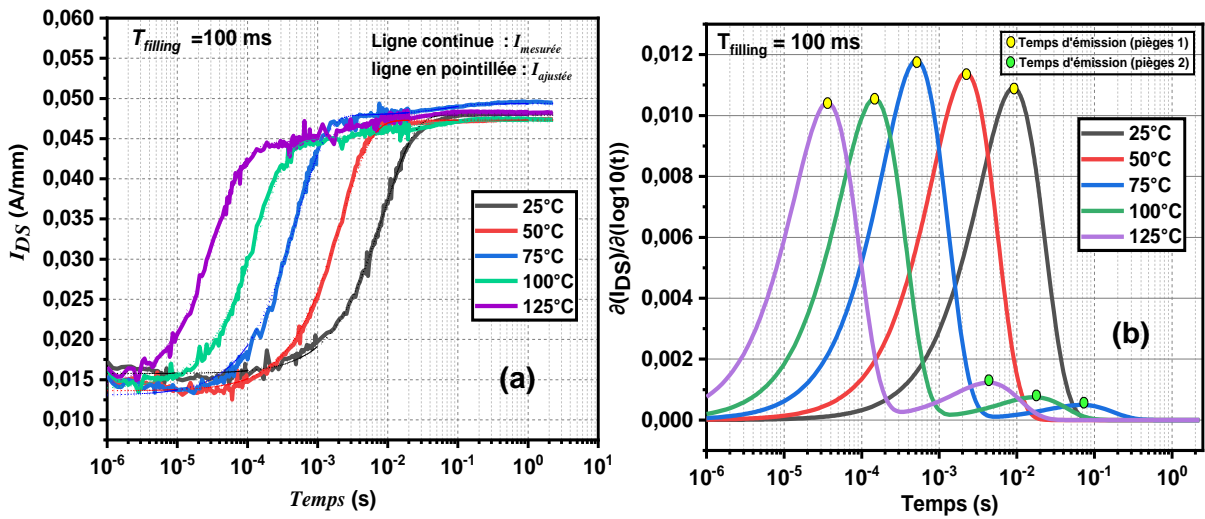 T_filling =100 ms
Ligne continue : I_mesurée
ligne en pointillée : I_ajustée
0,060
0,055
0,050
0,045
0,040
0,035
0,030
0,025
0,020
0,015
0,010
I_DS (A/mm)
25°C
50°C
75°C
100°C
125°C
(a)
10^-6 10^-5 10^-4 10^-3 10^-2 10^-1 10^0 10^1
Temps (s)
T_filling = 100 ms
Temps d'émission (pièges 1)
Temps d'émission (pièges 2)
0,012
0,010
0,008
0,006
0,004
0,002
0,000
∂(I_DS)/∂(log10(t))
25°C
50°C
75°C
100°C
125°C
(b)
10^-6 10^-5 10^-4 10^-3 10^-2 10^-1 10^0
Temps (s)